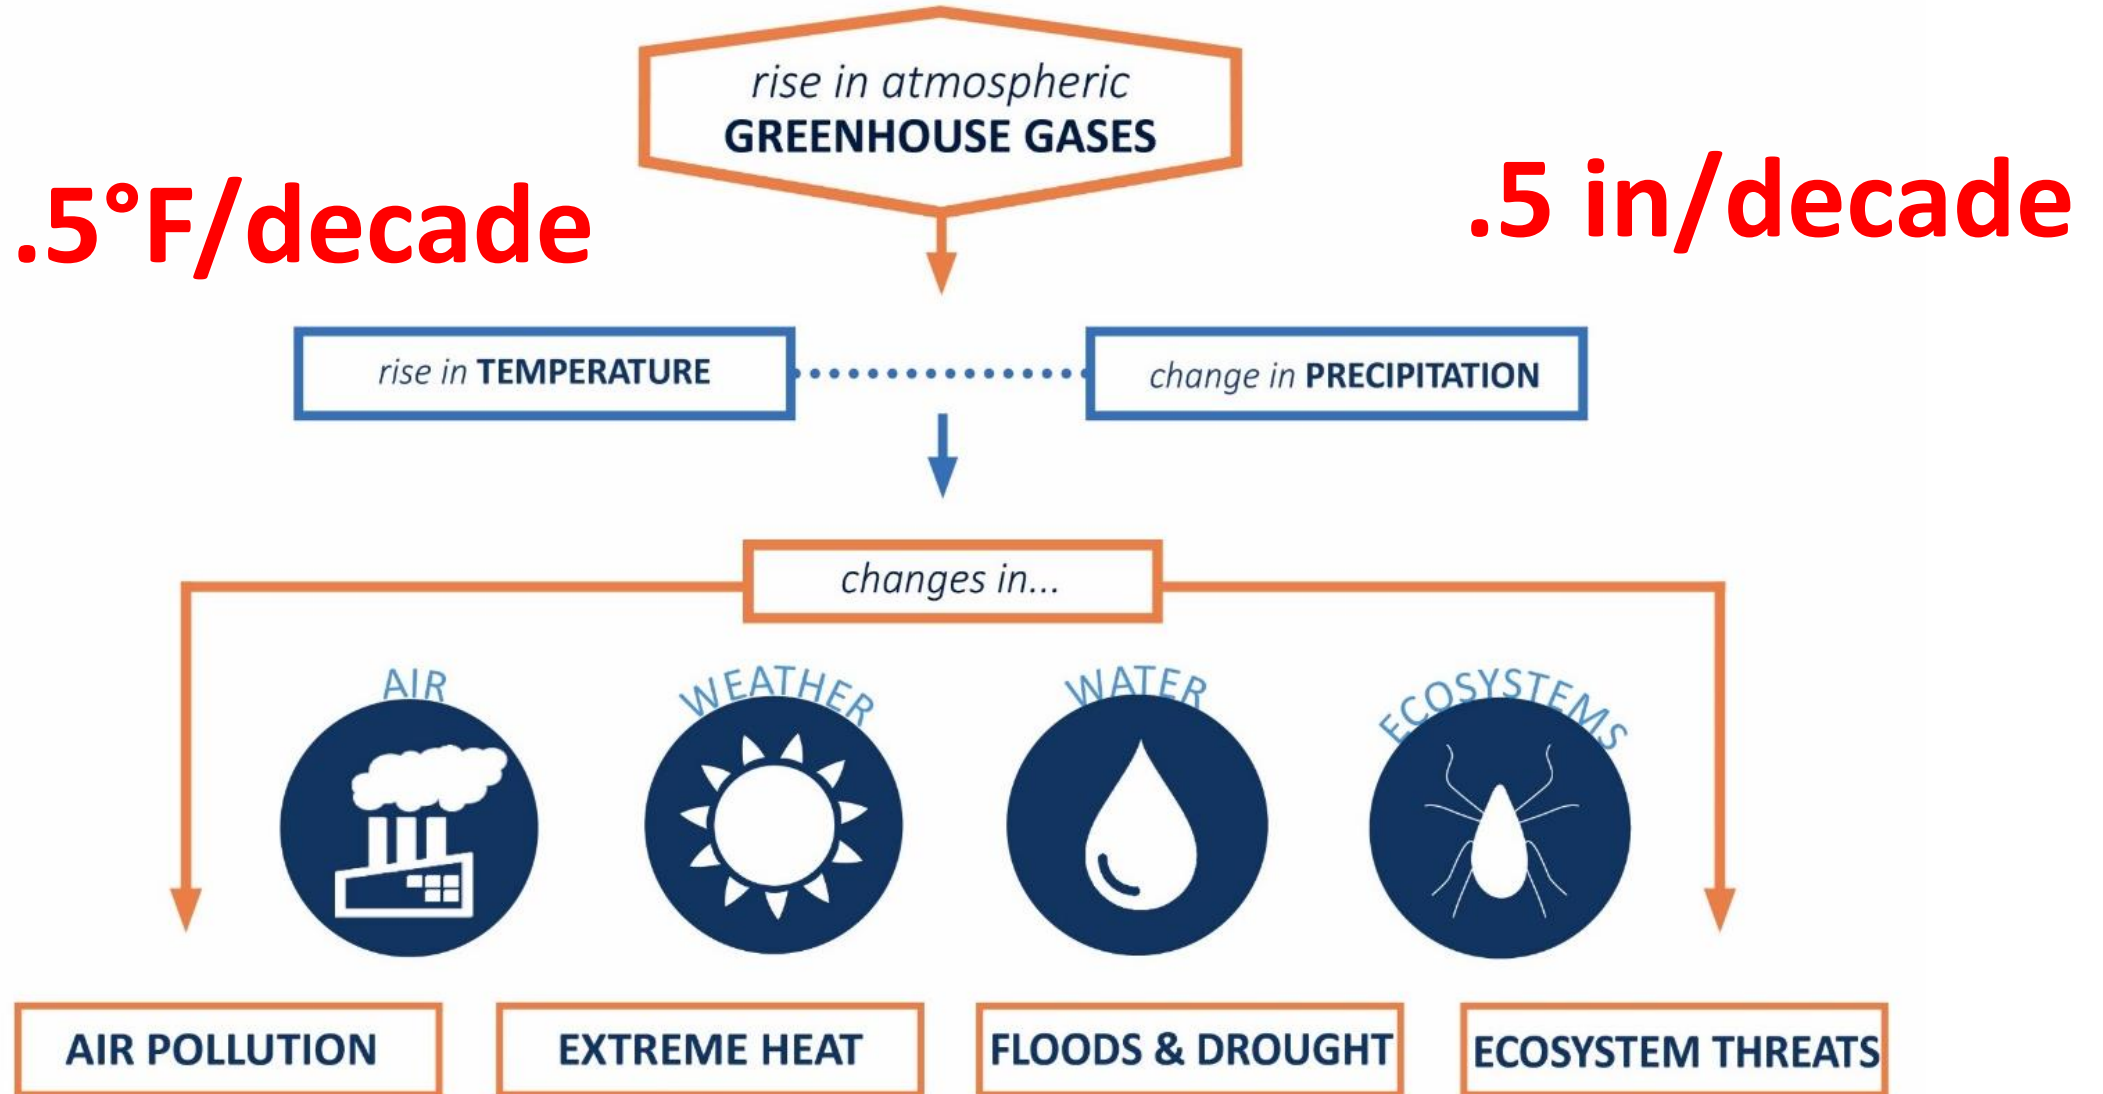 rise in atmospheric
GREENHOUSE GASES
.5°F/decade
.5 in/decade
rise in TEMPERATURE
change in PRECIPITATION
changes in...
AIR
WEATHER
WATER
ECOSYSTEMS
AIR POLLUTION
EXTREME HEAT
FLOODS & DROUGHT
ECOSYSTEM THREATS